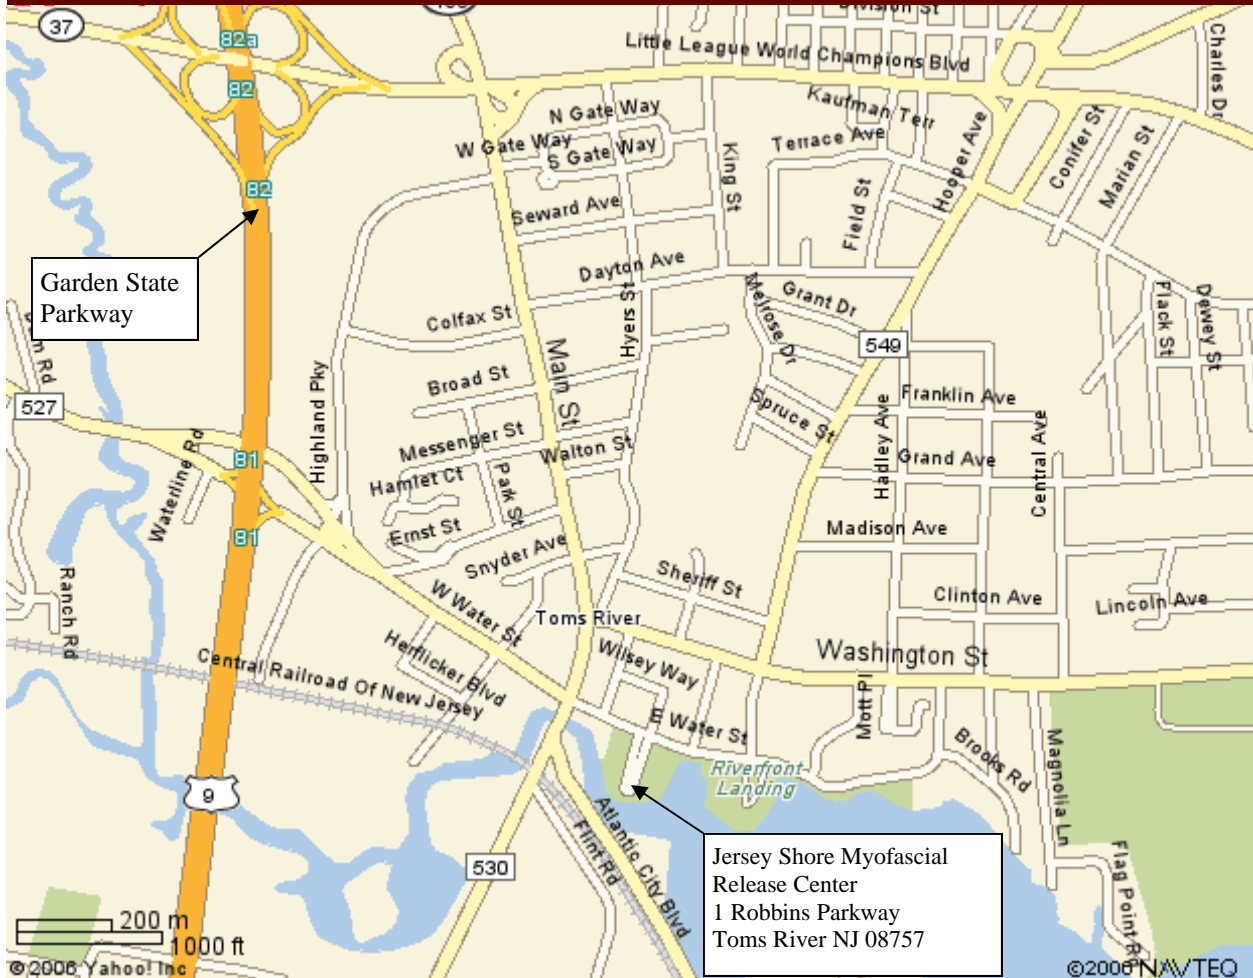 37
82a
Division St
Little League World Champions Blvd
Charles Dr
82
Kaufman Terr
N Gate Way
Terrace Ave
Hooper Ave
Conifer St
Marian St
W Gate Way
S Gate Way
King St
82
Seward Ave
Field St
Garden State
Parkway
Dayton Ave
Grant Dr
Melrose Dr
Colfax St
Hyers St
Flack St
Dewey St
549
Main St
Highland Pky
Broad St
Franklin Ave
527
Spruce St
Hadley Ave
Central Ave
Messenger St
Walton St
Waterline Rd
81
Grand Ave
Hamlet Ct
Park St
Ernst St
Madison Ave
81
Snyder Ave
Sheriff St
Ranch Rd
W Water St
Clinton Ave
Lincoln Ave
Toms River
Herflicker Blvd
Wilsey Way
Washington St
Central Railroad Of New Jersey
Mott Pl
E Water St
Brooks Rd
Magnolia Ln
Riverfront
Landing
9
Atlantic City Blvd
Flint Rd
530
Jersey Shore Myofascial
Release Center
1 Robbins Parkway
Toms River NJ 08757
Flag Point Rd
200 m
1000 ft
©2006 Yahoo! Inc
©2006 NAVTEQ